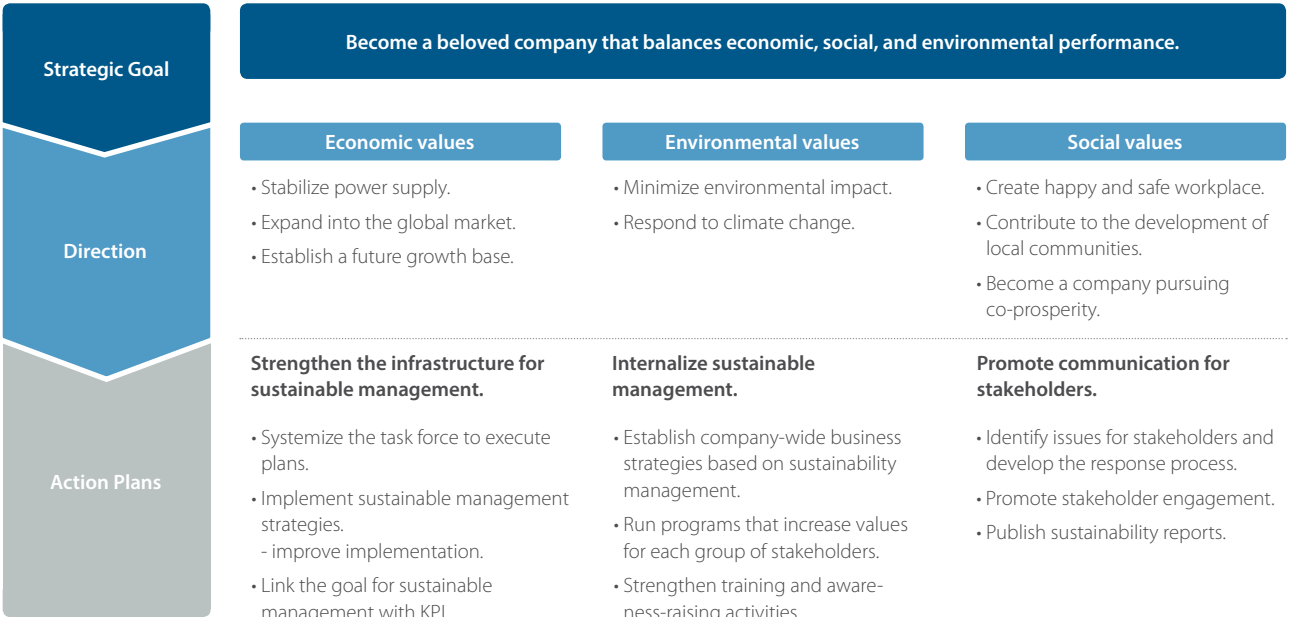 Strategic Goal
Become a beloved company that balances economic, social, and environmental performance.
Direction
Economic values
• Stabilize power supply.
• Expand into the global market.
• Establish a future growth base.
Environmental values
• Minimize environmental impact.
• Respond to climate change.
Social values
• Create happy and safe workplace.
• Contribute to the development of
local communities.
• Become a company pursuing
co-prosperity.
Action Plans
Strengthen the infrastructure for
sustainable management.
• Systemize the task force to execute
plans.
• Implement sustainable management
strategies.
- improve implementation.
• Link the goal for sustainable
management with KPI
Internalize sustainable
management.
• Establish company-wide business
strategies based on sustainability
management.
• Run programs that increase values
for each group of stakeholders.
• Strengthen training and aware-
ness-raising activities
Promote communication for
stakeholders.
• Identify issues for stakeholders and
develop the response process.
• Promote stakeholder engagement.
• Publish sustainability reports.